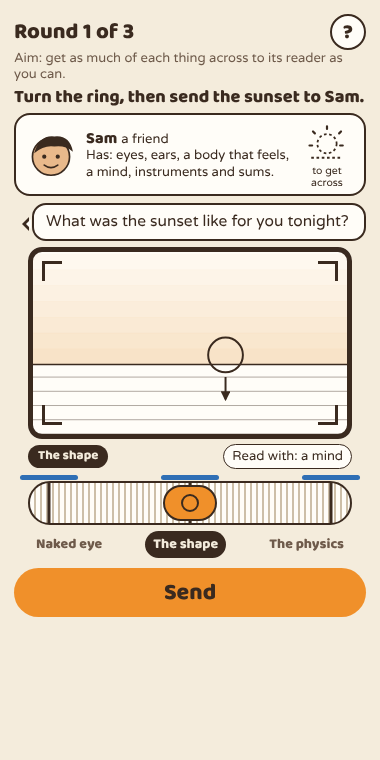 Round 1 of 3
?
Aim: get as much of each thing across to its reader as
you can.
Turn the ring, then send the sunset to Sam.
Sam a friend
Has: eyes, ears, a body that feels,
a mind, instruments and sums.
to get
across
What was the sunset like for you tonight?
The shape
Read with: a mind
Naked eye
The shape
The physics
Send